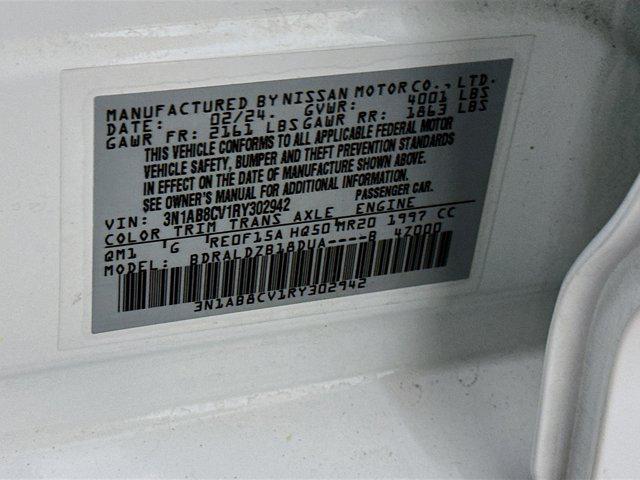 MANUFACTURED BY NISSAN MOTOR CO., LTD.
DATE: 02/24. GVWR: 4001 LBS
GAWR FR: 2161 LBS GAWR RR: 1863 LBS
THIS VEHICLE CONFORMS TO ALL APPLICABLE FEDERAL MOTOR
VEHICLE SAFETY, BUMPER AND THEFT PREVENTION STANDARDS
IN EFFECT ON THE DATE OF MANUFACTURE SHOWN ABOVE.
SEE OWNER'S MANUAL FOR ADDITIONAL INFORMATION.
VIN: 3N1AB8CV1RY302942 PASSENGER CAR.
COLOR TRIM TRANS AXLE ENGINE
QM1 G RE0F15A HQ50 MR20 1997 CC
MODEL: BDRALDZB18DUA----B 47000
3N1AB8CV1RY302942